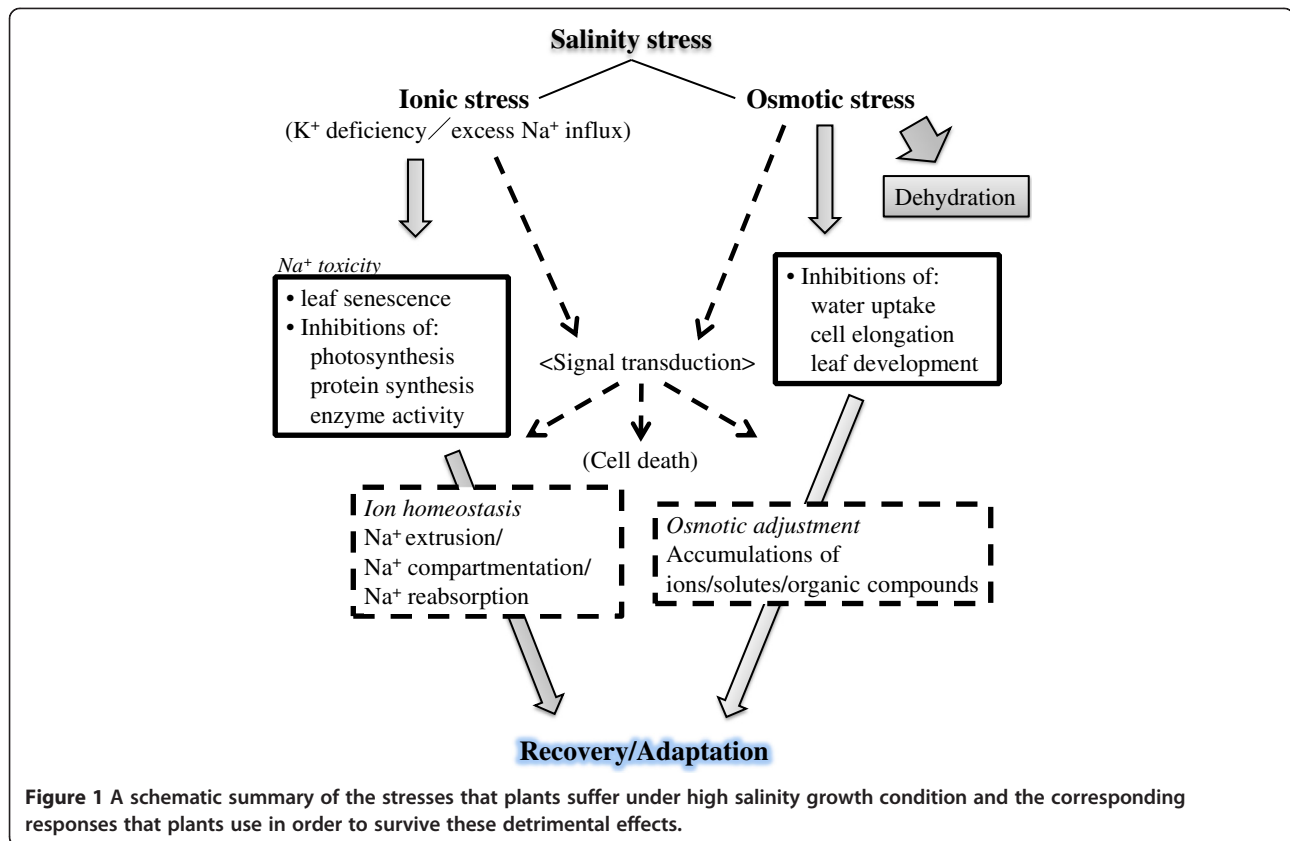 Salinity stress
Ionic stress
Osmotic stress
(K⁺ deficiency／excess Na⁺ influx)
Dehydration
Na⁺ toxicity
• leaf senescence
• Inhibitions of:
photosynthesis
protein synthesis
enzyme activity
• Inhibitions of:
water uptake
cell elongation
leaf development
<Signal transduction>
(Cell death)
Ion homeostasis
Na⁺ extrusion/
Na⁺ compartmentation/
Na⁺ reabsorption
Osmotic adjustment
Accumulations of
ions/solutes/organic compounds
Recovery/Adaptation
Figure 1 A schematic summary of the stresses that plants suffer under high salinity growth condition and the corresponding
responses that plants use in order to survive these detrimental effects.